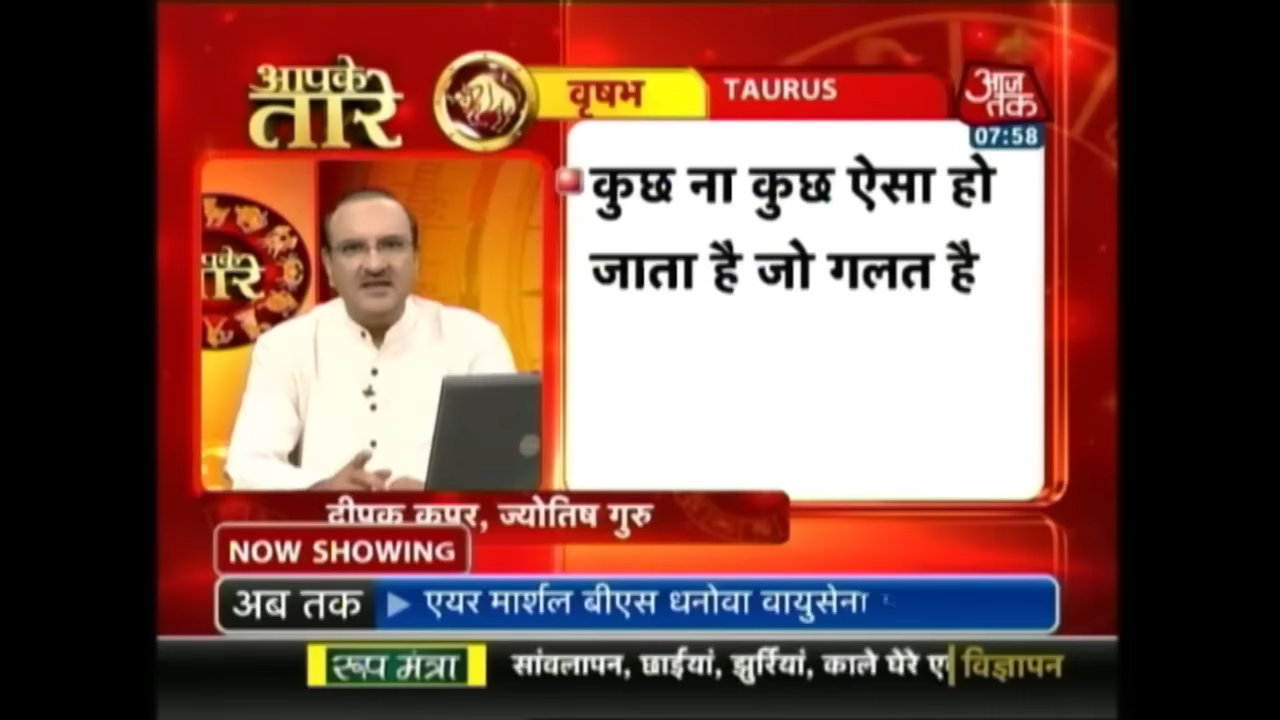 आपके
तारे
वृषभ
TAURUS
आज
तक
07:58
कुछ ना कुछ ऐसा हो
जाता है जो गलत है
दीपक कपूर, ज्योतिष गुरु
NOW SHOWING
अब तक
एयर मार्शल बीएस धनोवा वायुसेना
रूप मंत्रा
सांवलापन, छाईयां, झुर्रियां, काले घेरे
विज्ञापन